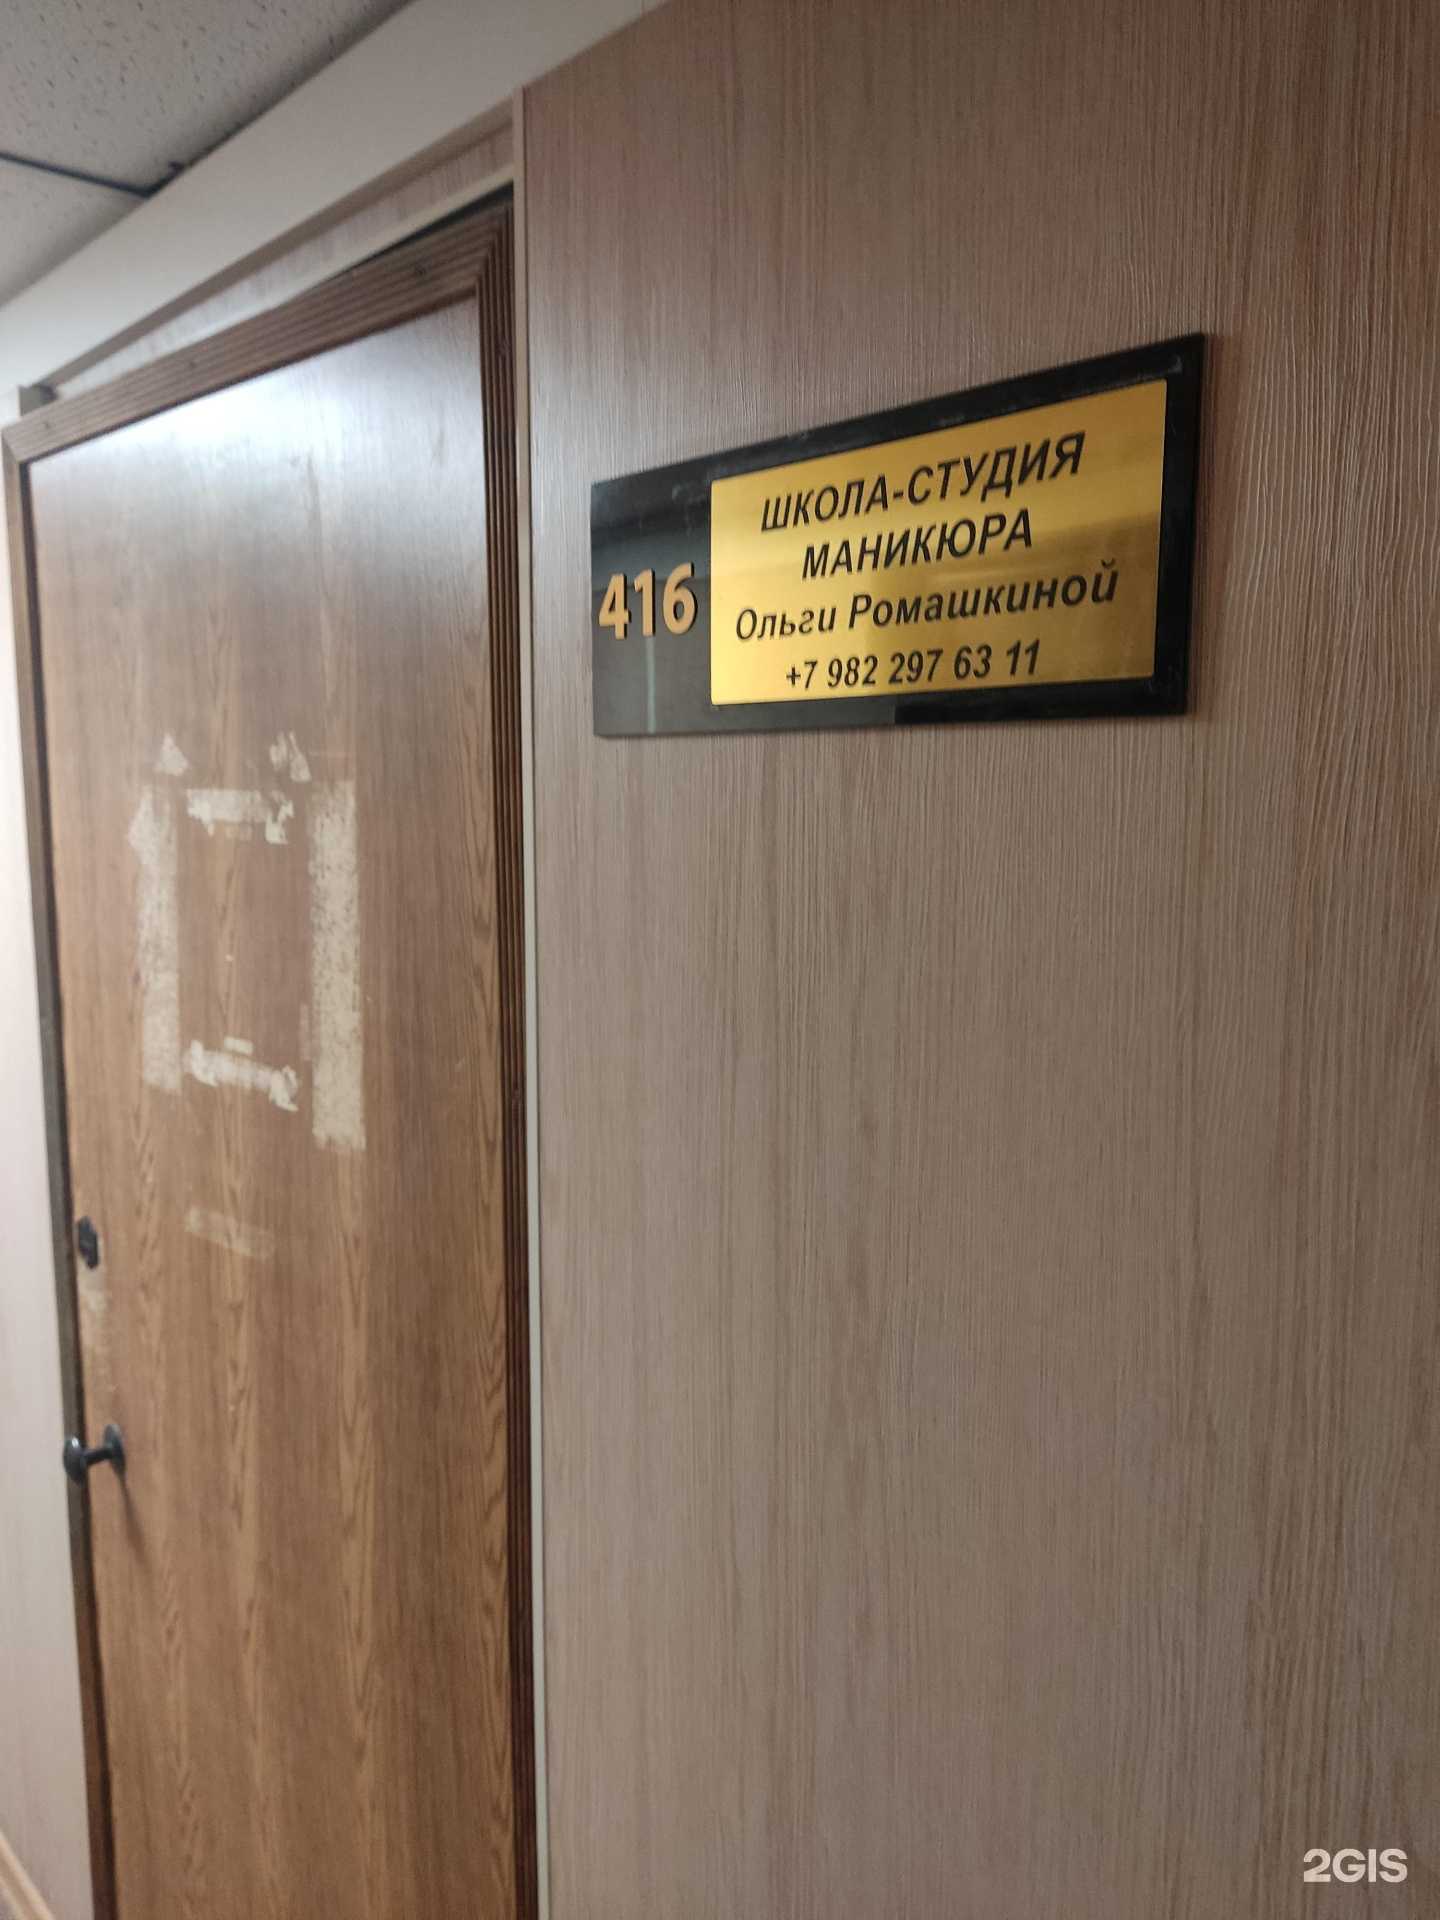 416
ШКОЛА-СТУДИЯ
МАНИКЮРА
Ольги Ромашкиной
+7 982 297 63 11
2GIS